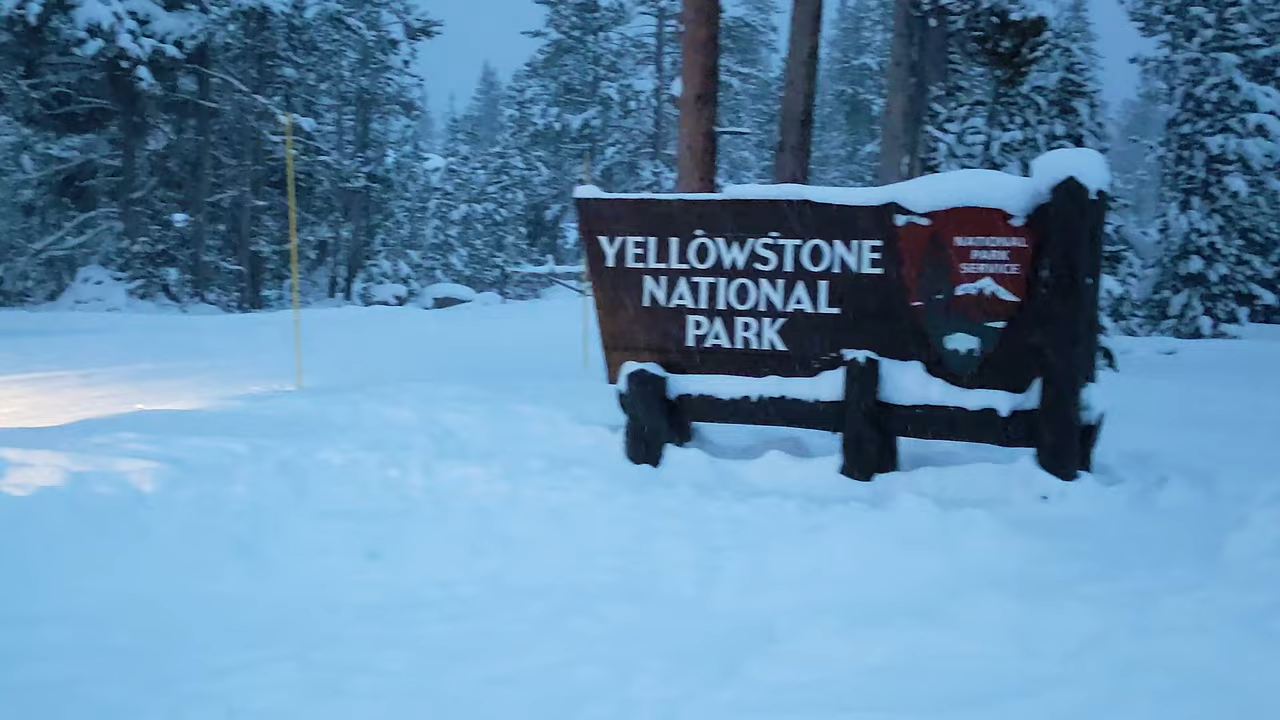 YELLOWSTONE
NATIONAL
PARK
NATIONAL
PARK
SERVICE